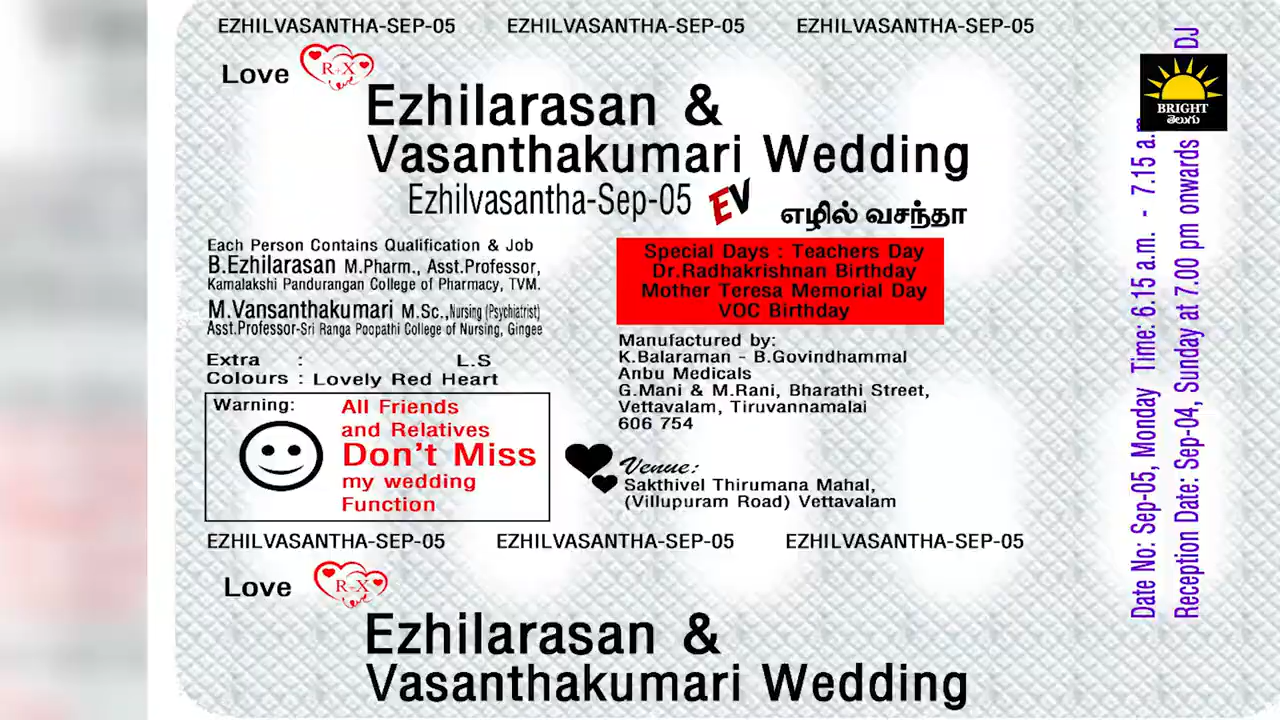 EZHILVASANTHA-SEP-05 EZHILVASANTHA-SEP-05 EZHILVASANTHA-SEP-05
Love R+X
Ezhilarasan &
Vasanthakumari Wedding
Ezhilvasantha-Sep-05 EV எழில் வசந்தா
Each Person Contains Qualification & Job
B.Ezhilarasan M.Pharm., Asst.Professor,
Kamalakshi Pandurangan College of Pharmacy, TVM.
M.Vansanthakumari M.Sc.,Nursing (Psychiatrist)
Asst.Professor-Sri Ranga Poopathi College of Nursing, Gingee
Extra : L.S
Colours : Lovely Red Heart
Warning:
All Friends
and Relatives
Don't Miss
my wedding
Function
Special Days : Teachers Day
Dr.Radhakrishnan Birthday
Mother Teresa Memorial Day
VOC Birthday
Manufactured by:
K.Balaraman - B.Govindhammal
Anbu Medicals
G.Mani & M.Rani, Bharathi Street,
Vettavalam, Tiruvannamalai
606 754
Venue:
Sakthivel Thirumana Mahal,
(Villupuram Road) Vettavalam
EZHILVASANTHA-SEP-05 EZHILVASANTHA-SEP-05 EZHILVASANTHA-SEP-05
Love R+X
Ezhilarasan &
Vasanthakumari Wedding
Date No: Sep-05, Monday Time: 6.15 a.m. - 7.15 a.m
Reception Date: Sep-04, Sunday at 7.00 pm onwards DJ
BRIGHT
తెలుగు